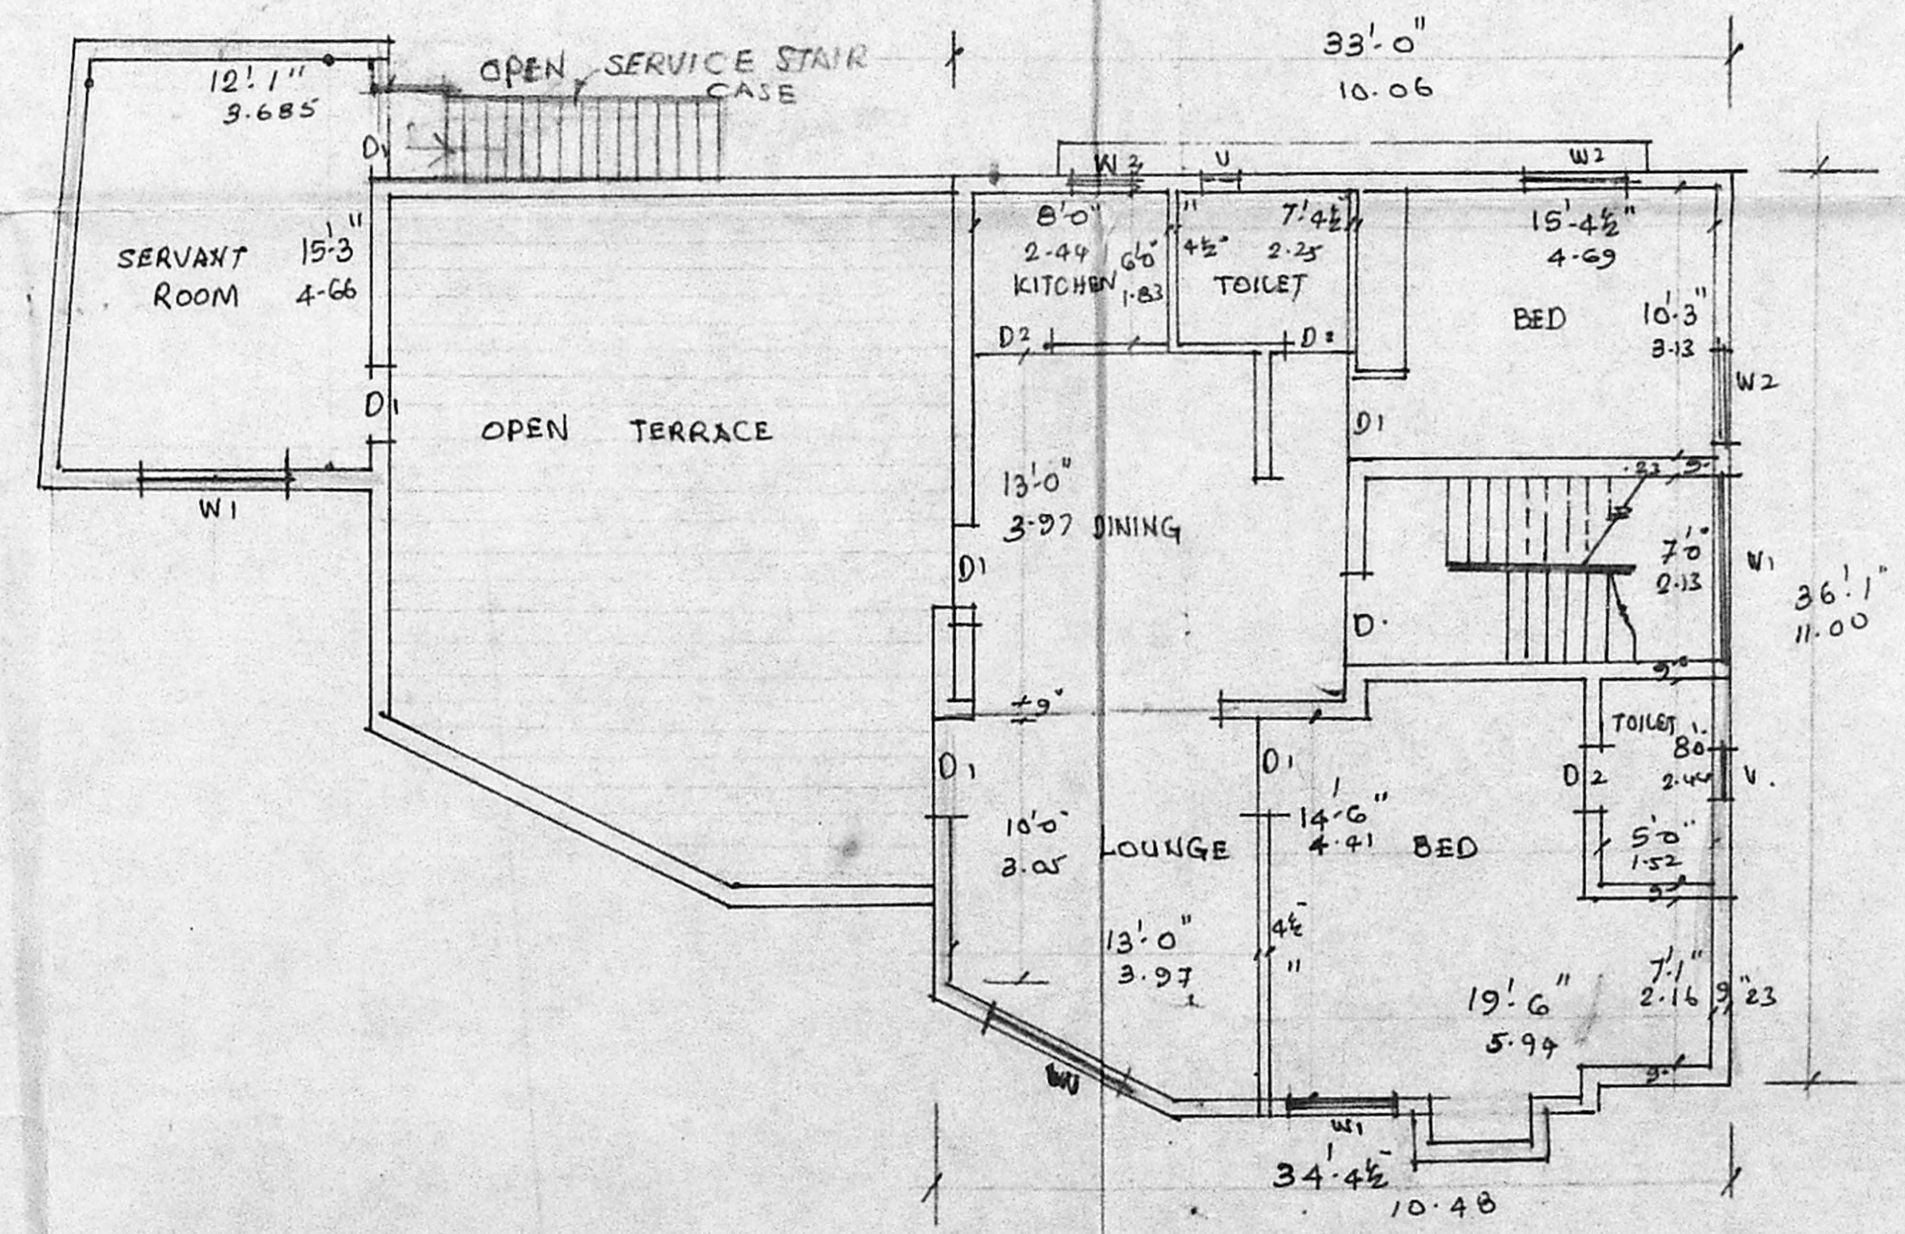 33'-0"
10.06
OPEN SERVICE STAIR
CASE
12'-1"
3.685
D1
W2
V
W2
8'-0"
2.44
6'-0"
1.83
KITCHEN
"
4½"
7'-4½"
2.25
TOILET
15'-4½"
4.69
BED
10'-3"
3.13
SERVANT
ROOM
15'-3"
4.66
D2
D2
W2
D1
OPEN TERRACE
D1
.23 9"
W1
13'-0"
3.97 DINING
D1
7'-0"
2.13
W1
36'-1"
11.00
D
9"
9"
TOILET
8'0
2.44
V.
D1
D1
D2
10'-0"
3.05
LOUNGE
14'-6"
4.41
BED
5'-0"
1.52
9"
13'-0"
3.97
4½
"
19'-6"
5.94
7'-1"
2.16
9" 23
9"
W1
34'-4½"
10.48